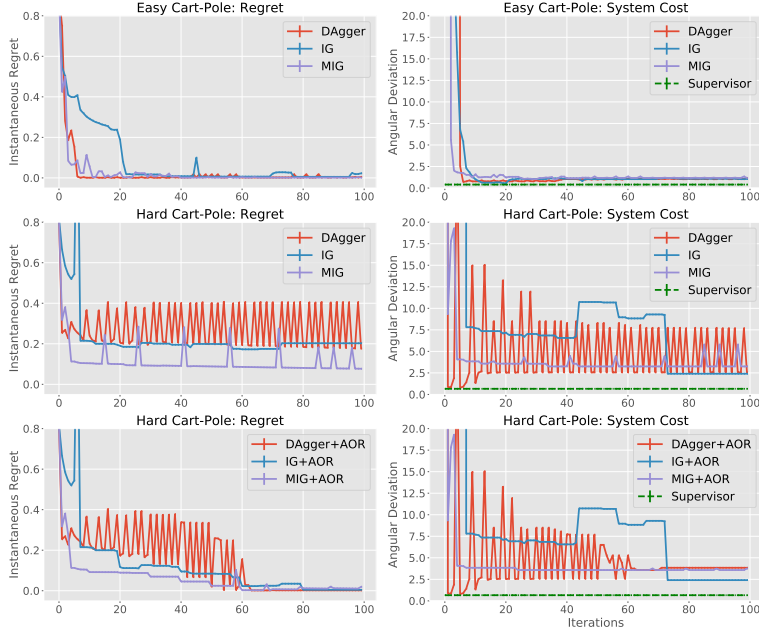 Easy Cart-Pole: Regret
Instantaneous Regret
0.8
0.6
0.4
0.2
0.0
0 20 40 60 80 100
DAgger
IG
MIG
Easy Cart-Pole: System Cost
Angular Deviation
20.0
17.5
15.0
12.5
10.0
7.5
5.0
2.5
0.0
0 20 40 60 80 100
DAgger
IG
MIG
Supervisor
Hard Cart-Pole: Regret
Instantaneous Regret
0.8
0.6
0.4
0.2
0.0
0 20 40 60 80 100
DAgger
IG
MIG
Hard Cart-Pole: System Cost
Angular Deviation
20.0
17.5
15.0
12.5
10.0
7.5
5.0
2.5
0.0
0 20 40 60 80 100
DAgger
IG
MIG
Supervisor
Hard Cart-Pole: Regret
Instantaneous Regret
0.8
0.6
0.4
0.2
0.0
0 20 40 60 80 100
DAgger+AOR
IG+AOR
MIG+AOR
Hard Cart-Pole: System Cost
Angular Deviation
20.0
17.5
15.0
12.5
10.0
7.5
5.0
2.5
0.0
0 20 40 60 80 100
Iterations
DAgger+AOR
IG+AOR
MIG+AOR
Supervisor